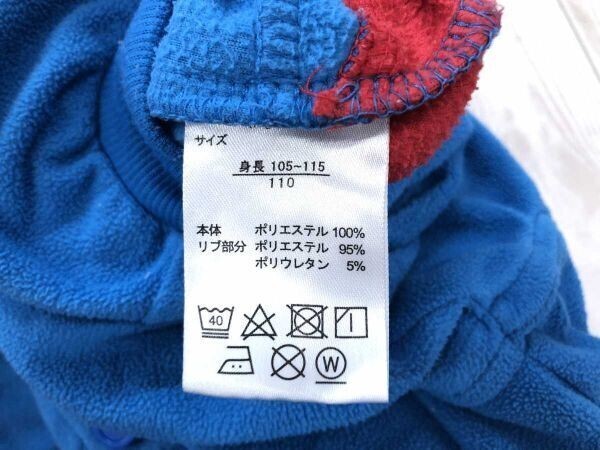 サイズ
身長 105~115
110
本体 ポリエステル 100%
リブ部分 ポリエステル 95%
ポリウレタン 5%
40
W